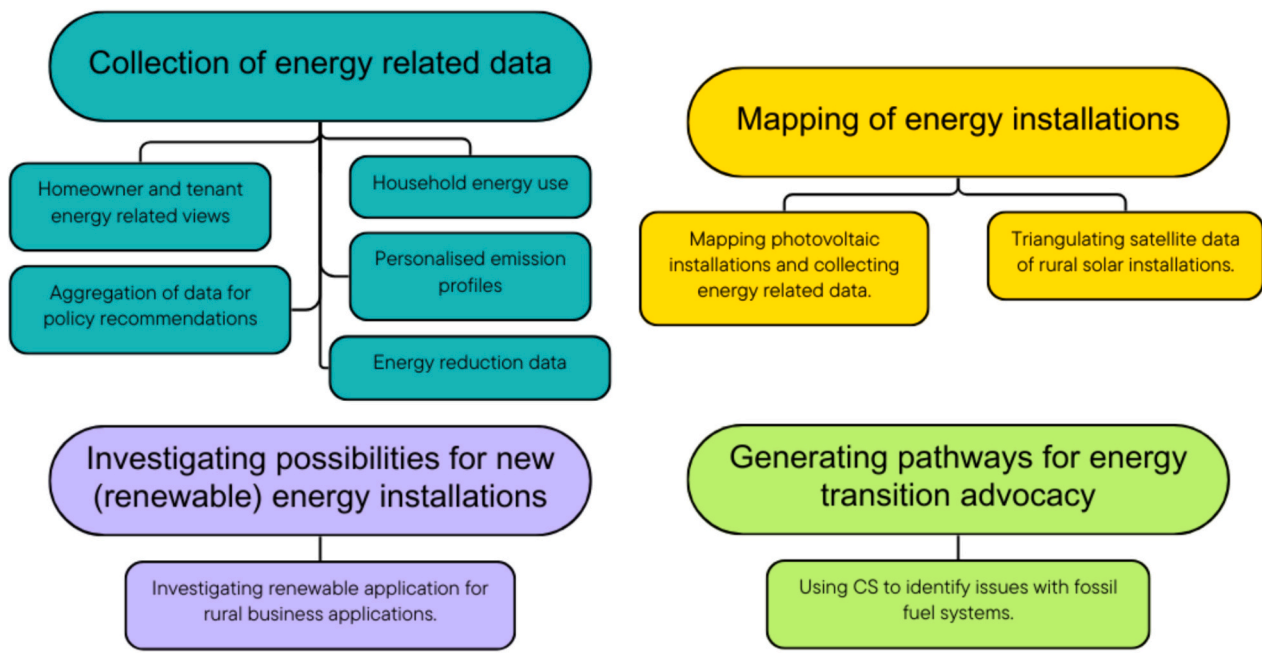 Collection of energy related data
Homeowner and tenant
energy related views
Household energy use
Aggregation of data for
policy recommendations
Personalised emission
profiles
Energy reduction data
Mapping of energy installations
Mapping photovoltaic
installations and collecting
energy related data.
Triangulating satellite data
of rural solar installations.
Investigating possibilities for new
(renewable) energy installations
Investigating renewable application for
rural business applications.
Generating pathways for energy
transition advocacy
Using CS to identify issues with fossil
fuel systems.